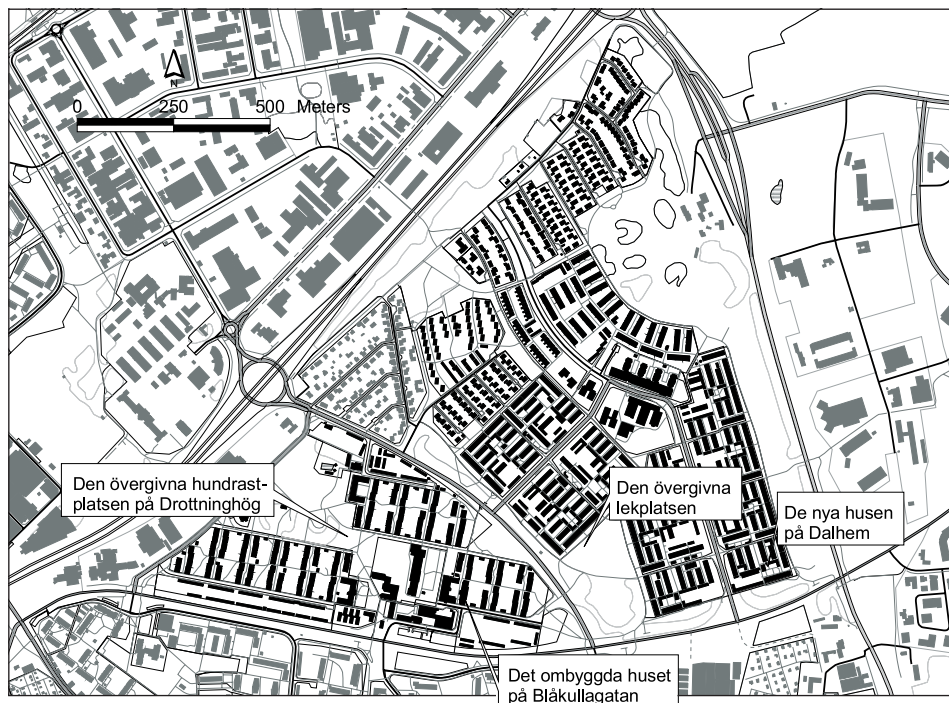 N
0 250 500 Meters
Den övergivna hundrast-
platsen på Drottninghög
Den övergivna
lekplatsen
De nya husen
på Dalhem
Det ombyggda huset
på Blåkullagatan